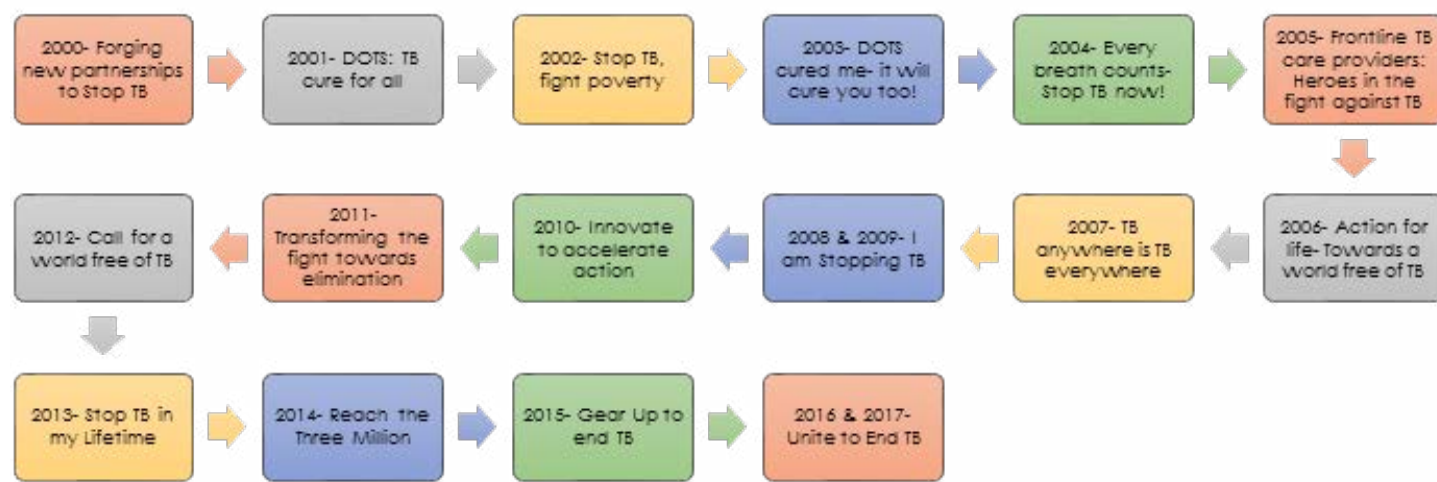 2000- Forging
new partnerships
to Stop TB
2001- DOTS: TB
cure for all
2002- Stop TB,
fight poverty
2003- DOTS
cured me- it will
cure you too!
2004- Every
breath counts-
Stop TB now!
2005- Frontline TB
care providers:
Heroes in the
fight against TB
2006- Action for
life- Towards a
world free of TB
2007- TB
anywhere is TB
everywhere
2008 & 2009- I
am Stopping TB
2010- Innovate
to accelerate
action
2011-
Transforming the
fight towards
elimination
2012- Call for a
world free of TB
2013- Stop TB in
my Lifetime
2014- Reach the
Three Million
2015- Gear Up to
end TB
2016 & 2017-
Unite to End TB